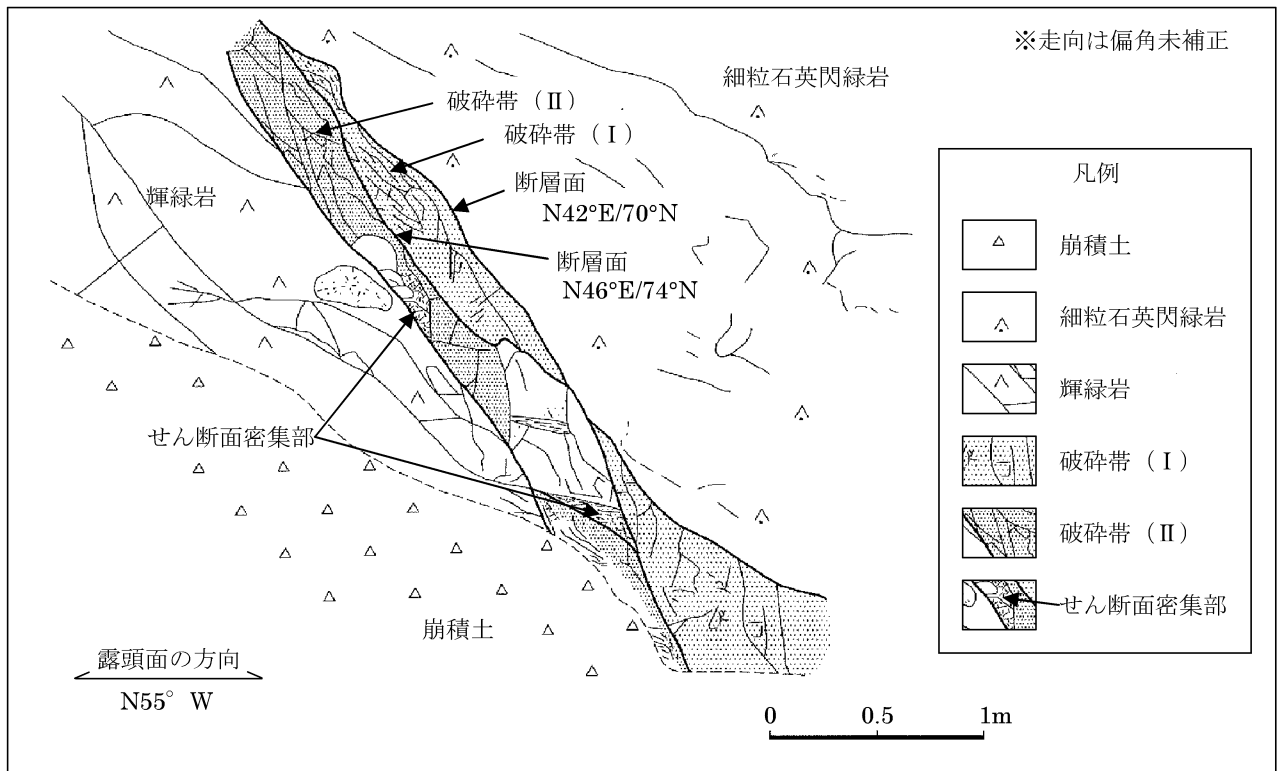 ※走向は偏角未補正
細粒石英閃緑岩
破砕帯（Ⅱ）
破砕帯（Ⅰ）
断層面
N42°E/70°N
輝緑岩
断層面
N46°E/74°N
せん断面密集部
崩積土
露頭面の方向
N55° W
凡例
崩積土
細粒石英閃緑岩
輝緑岩
破砕帯（Ⅰ）
破砕帯（Ⅱ）
せん断面密集部
0 0.5 1m